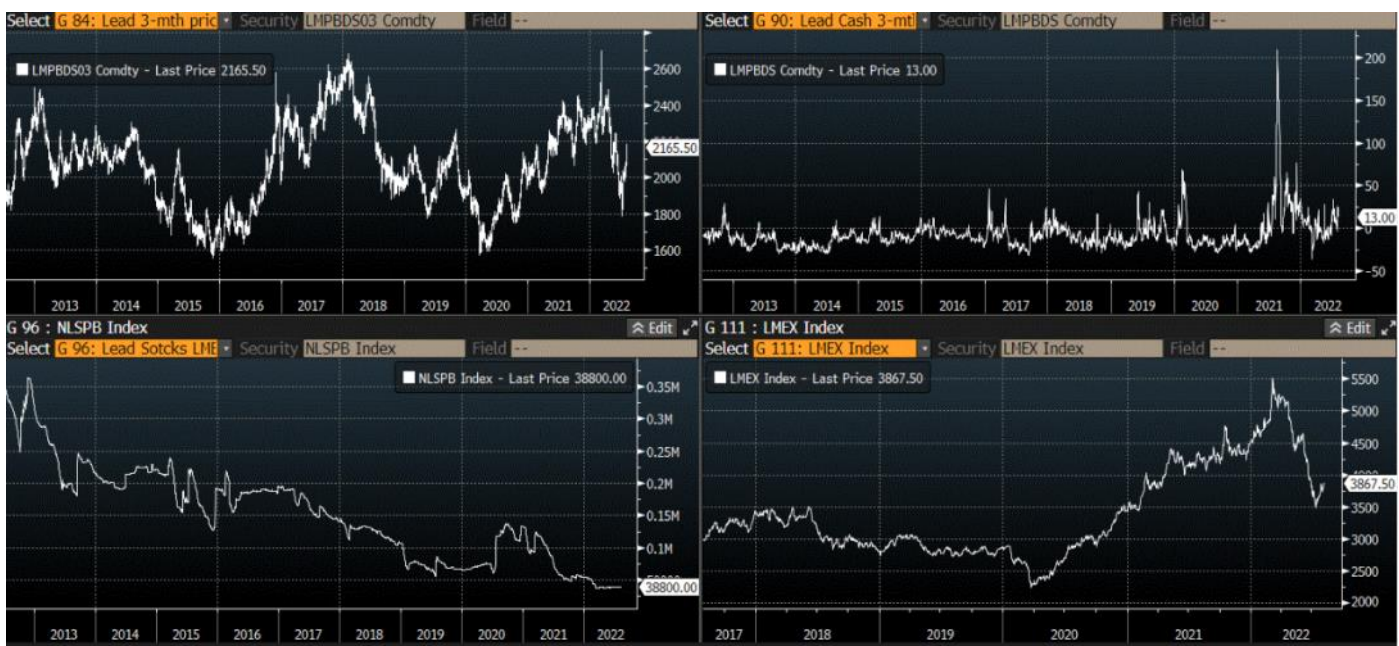 Select G 84: Lead 3-mth pric Security LMPBDS03 Comdty Field --
LMPBDS03 Comdty - Last Price 2165.50
2600
2400
2165.50
2000
1800
1600
2013 2014 2015 2016 2017 2018 2019 2020 2021 2022
Select G 90: Lead Cash 3-mtl Security LMPBDS Comdty Field --
LMPBDS Comdty - Last Price 13.00
200
150
100
50
13.00
0
-50
2013 2014 2015 2016 2017 2018 2019 2020 2021 2022
G 96 : NLSPB Index Edit
Select G 96: Lead Sotcks LME Security NLSPB Index Field --
NLSPB Index - Last Price 38800.00
0.35M
0.3M
0.25M
0.2M
0.15M
0.1M
38800.00
2013 2014 2015 2016 2017 2018 2019 2020 2021 2022
G 111 : LMEX Index Edit
Select G 111: LMEX Index Security LMEX Index Field --
LMEX Index - Last Price 3867.50
5500
5000
4500
3867.50
3500
3000
2500
2000
2017 2018 2019 2020 2021 2022